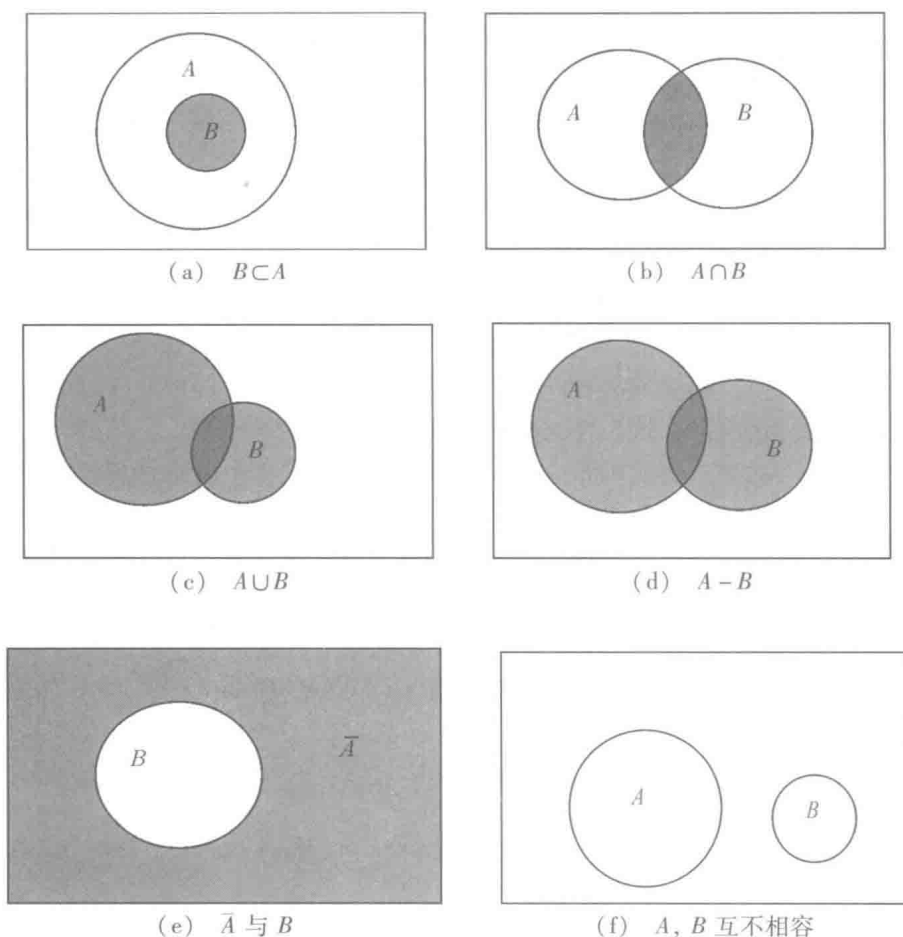 A
B
A
B
(a) B⊂A
(b) A∩B
A
B
A
B
(c) A∪B
(d) A-B
B
Ā
A
B
(e) Ā 与 B
(f) A, B 互不相容